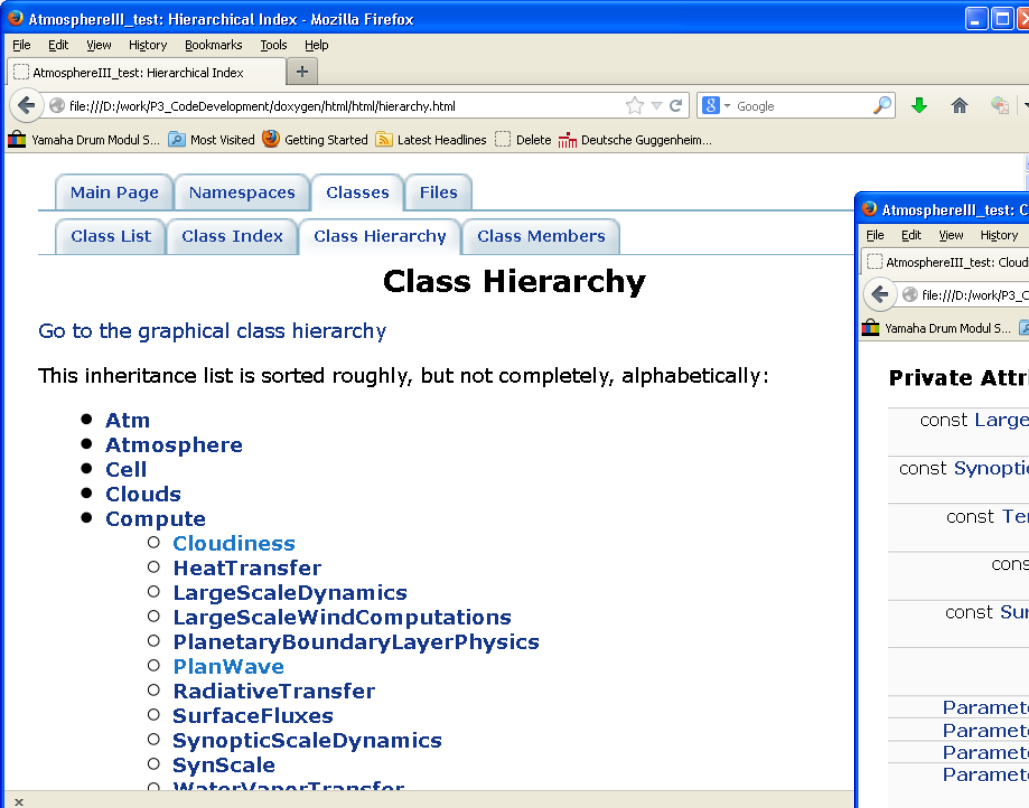 AtmosphereIII_test: Hierarchical Index - Mozilla Firefox
File Edit View History Bookmarks Tools Help
AtmosphereIII_test: Hierarchical Index +
file:///D:/work/P3_CodeDevelopment/doxygen/html/html/hierarchy.html Google
Yamaha Drum Modul S... Most Visited Getting Started Latest Headlines Delete Deutsche Guggenheim...
Main Page Namespaces Classes Files
Class List Class Index Class Hierarchy Class Members
Class Hierarchy
Go to the graphical class hierarchy
This inheritance list is sorted roughly, but not completely, alphabetically:
Atm
Atmosphere
Cell
Clouds
Compute
Cloudiness
HeatTransfer
LargeScaleDynamics
LargeScaleWindComputations
PlanetaryBoundaryLayerPhysics
PlanWave
RadiativeTransfer
SurfaceFluxes
SynopticScaleDynamics
SynScale
WaterVaporTransfer
x
AtmosphereIII_test: C
File Edit View History
AtmosphereIII_test: Cloud
file:///D:/work/P3_C
Yamaha Drum Modul S...
Private Attri
const Large
const Synopti
const Ter
cons
const Sur
Paramet
Paramet
Paramet
Paramet